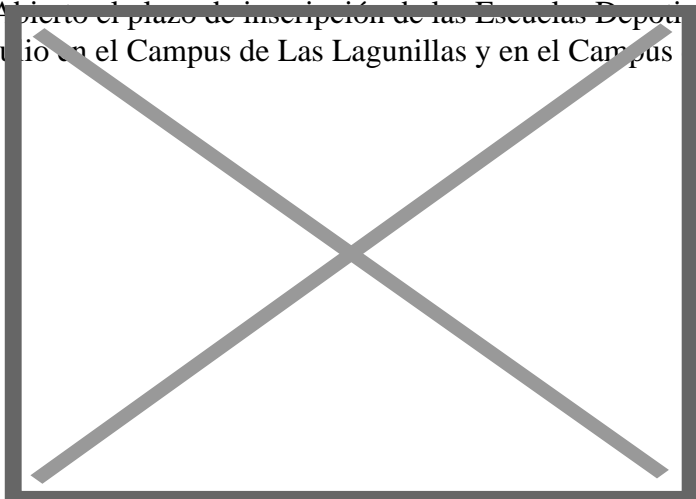 Abierto el plazo de inscripción de las Escuelas
en el Campus de Las Lagunillas y en el Campus